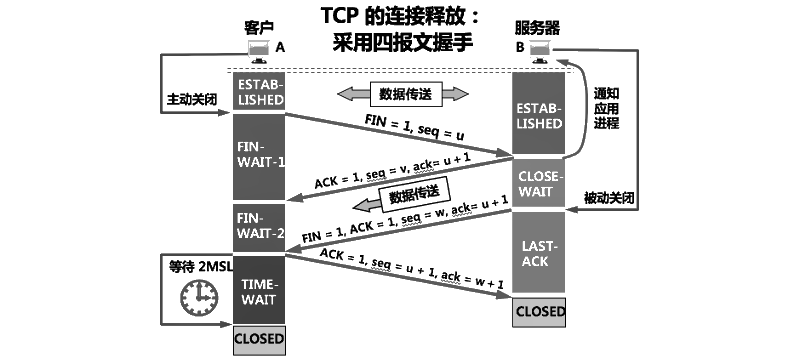 TCP 的连接释放：
采用四报文握手
客户
A
服务器
B
ESTAB-
LISHED
主动关闭
数据传送
ESTAB-
LISHED
通知
应用
进程
FIN = 1, seq = u
FIN-
WAIT-1
ACK = 1, seq = v, ack= u + 1
CLOSE-
WAIT
数据传送
被动关闭
FIN-
WAIT-2
FIN = 1, ACK = 1, seq = w, ack= u + 1
LAST-
ACK
等待 2MSL
ACK = 1, seq = u + 1, ack = w + 1
TIME-
WAIT
CLOSED
CLOSED